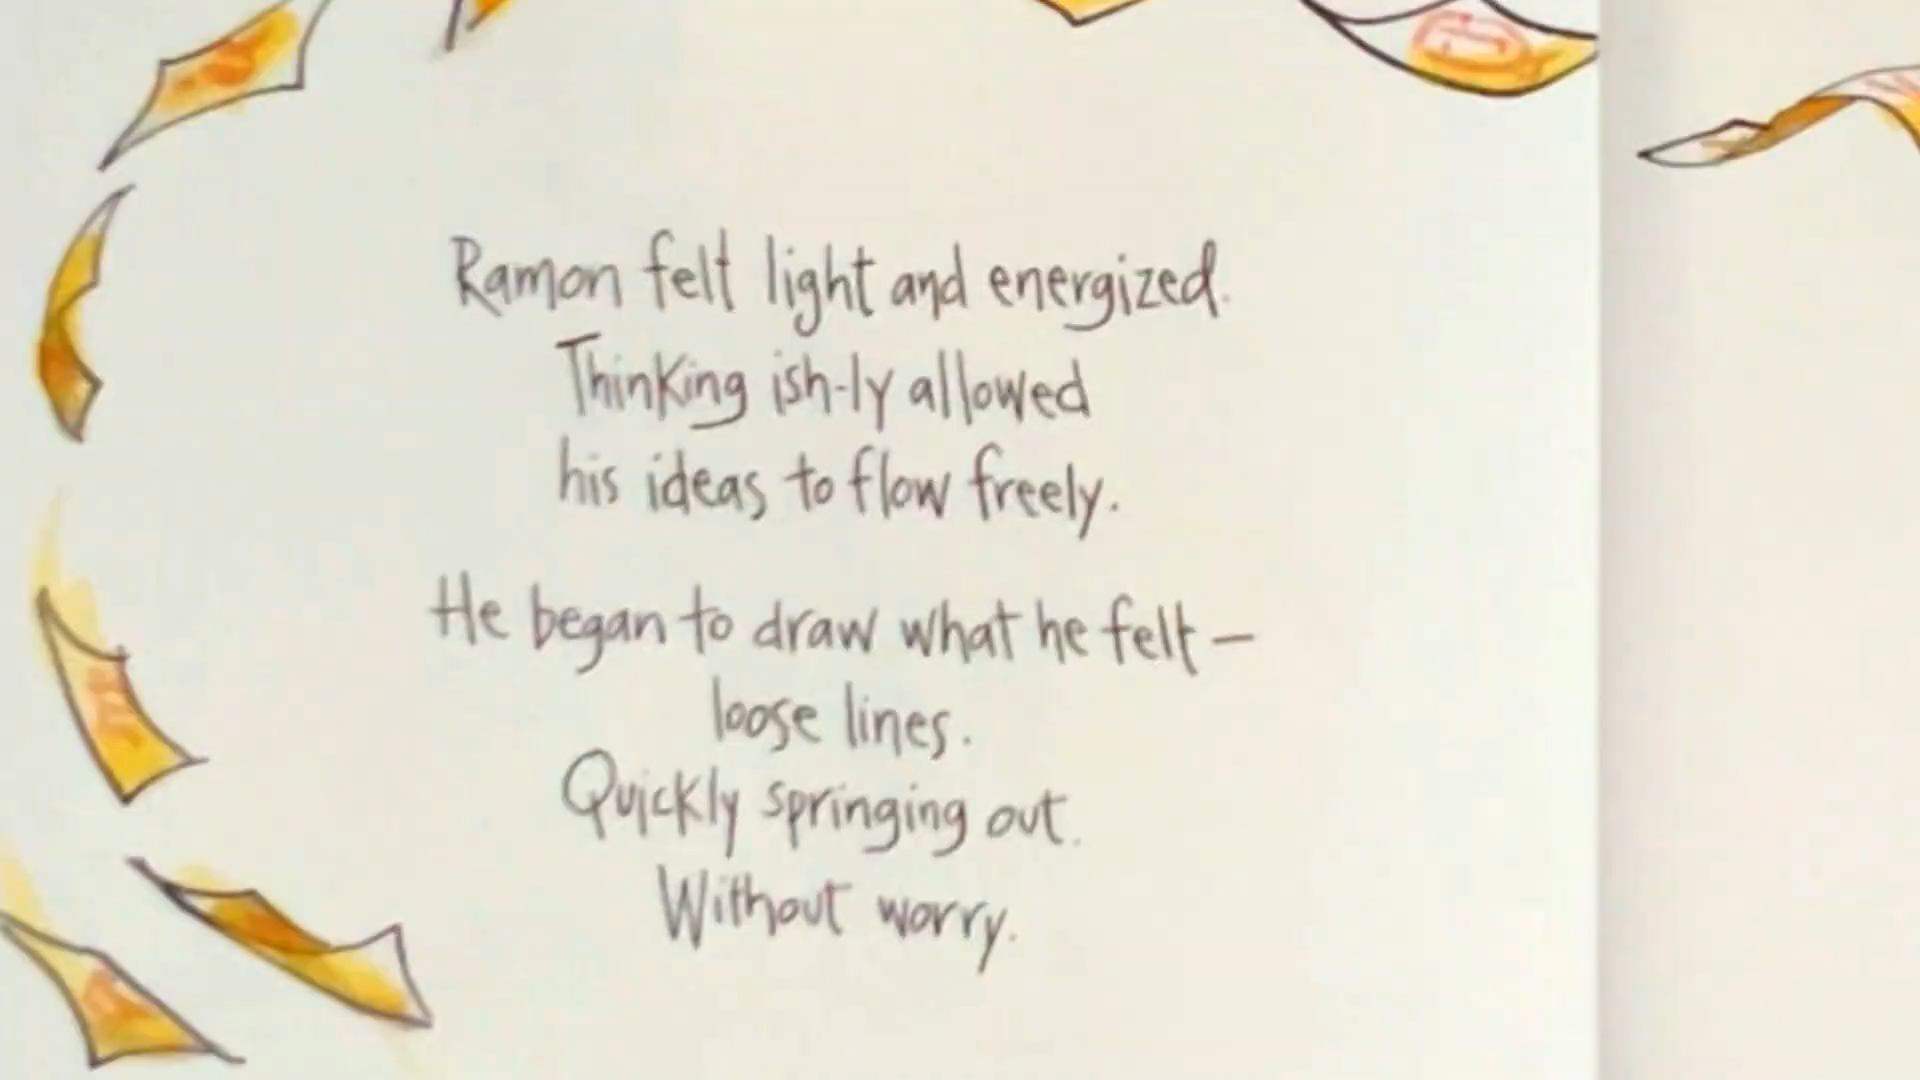 Ramon felt light and energized.
Thinking ish-ly allowed
his ideas to flow freely.
He began to draw what he felt —
loose lines.
Quickly springing out.
Without worry.